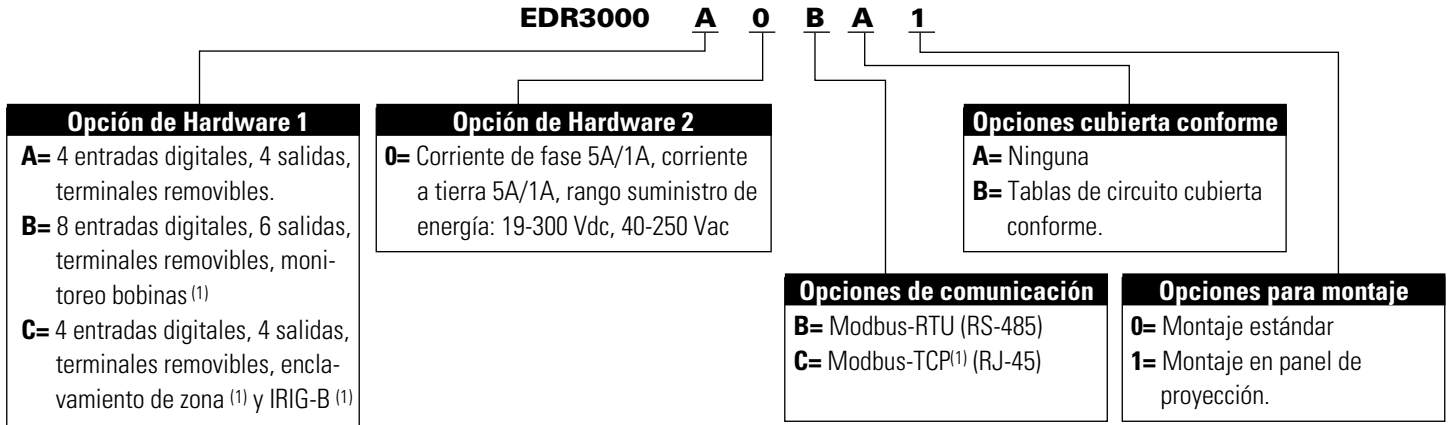 EDR3000 A 0 B A 1
Opción de Hardware 1
A= 4 entradas digitales, 4 salidas,
terminales removibles.
B= 8 entradas digitales, 6 salidas,
terminales removibles, moni-
toreo bobinas (1)
C= 4 entradas digitales, 4 salidas,
terminales removibles, encla-
vamiento de zona (1) y IRIG-B (1)
Opción de Hardware 2
0= Corriente de fase 5A/1A, corriente
a tierra 5A/1A, rango suministro de
energía: 19-300 Vdc, 40-250 Vac
Opciones cubierta conforme
A= Ninguna
B= Tablas de circuito cubierta
conforme.
Opciones de comunicación
B= Modbus-RTU (RS-485)
C= Modbus-TCP(1) (RJ-45)
Opciones para montaje
0= Montaje estándar
1= Montaje en panel de
proyección.